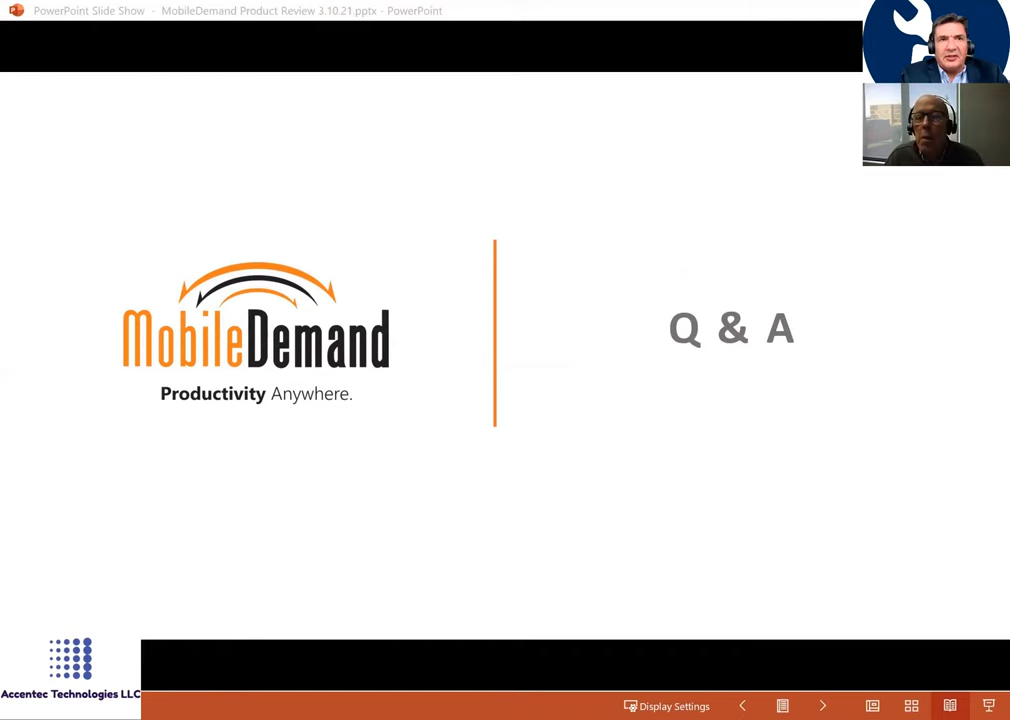 PowerPoint Slide Show - MobileDemand Product Review 3.10.21.pptx - PowerPoint
MobileDemand
Productivity Anywhere.
Q & A
Accentec Technologies LLC
Display Settings